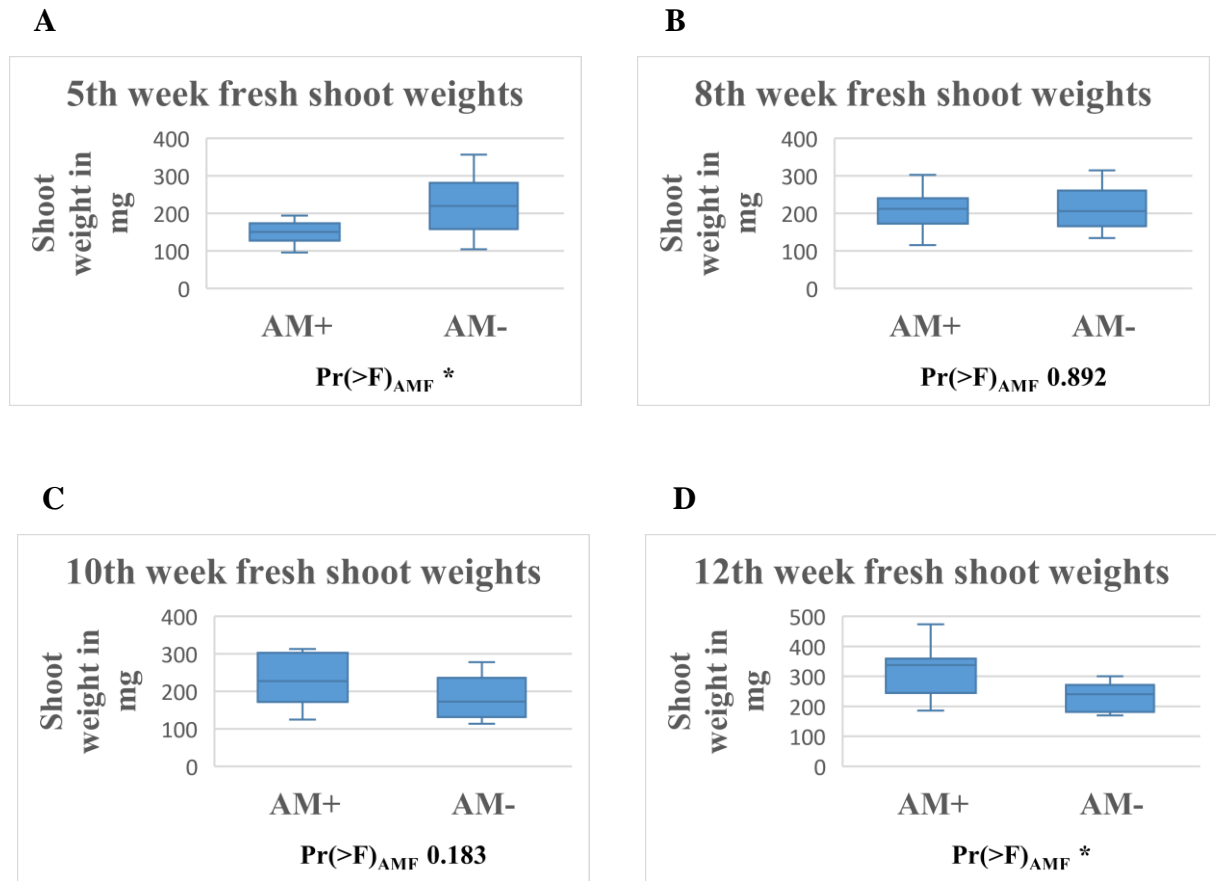 A
5th week fresh shoot weights
Shoot
weight in
mg
400
300
200
100
0
AM+ AM-
Pr(>F)AMF *
B
8th week fresh shoot weights
Shoot
weight in
mg
400
300
200
100
0
AM+ AM-
Pr(>F)AMF 0.892
C
10th week fresh shoot weights
Shoot
weight in
mg
400
300
200
100
0
AM+ AM-
Pr(>F)AMF 0.183
D
12th week fresh shoot weights
Shoot
weight in
mg
500
400
300
200
100
0
AM+ AM-
Pr(>F)AMF *